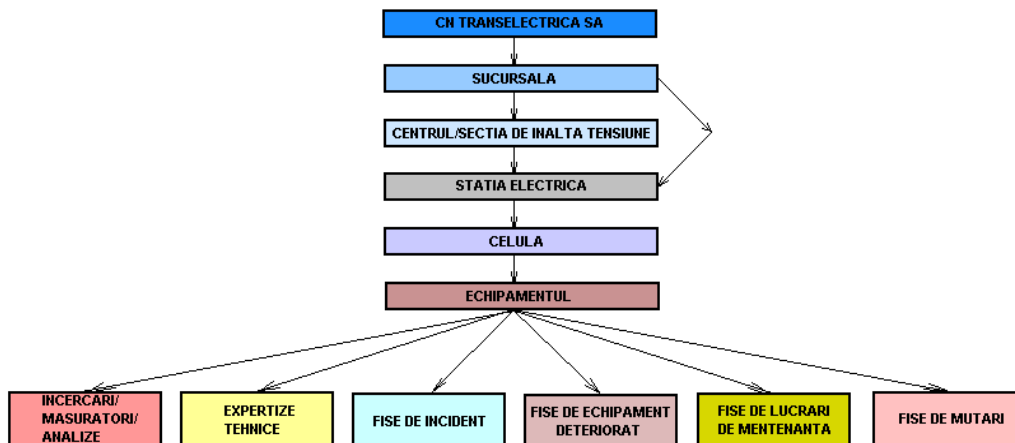 CN TRANSELECTRICA SA
SUCURSALA
CENTRUL/SECTIA DE INALTA TENSIUNE
STATIA ELECTRICA
CELULA
ECHIPAMENTUL
INCERCARI/
MASURATORI/
ANALIZE
EXPERTIZE
TEHNICE
FISE DE INCIDENT
FISE DE ECHIPAMENT
DETERIORAT
FISE DE LUCRARI
DE MENTENANTA
FISE DE MUTARI